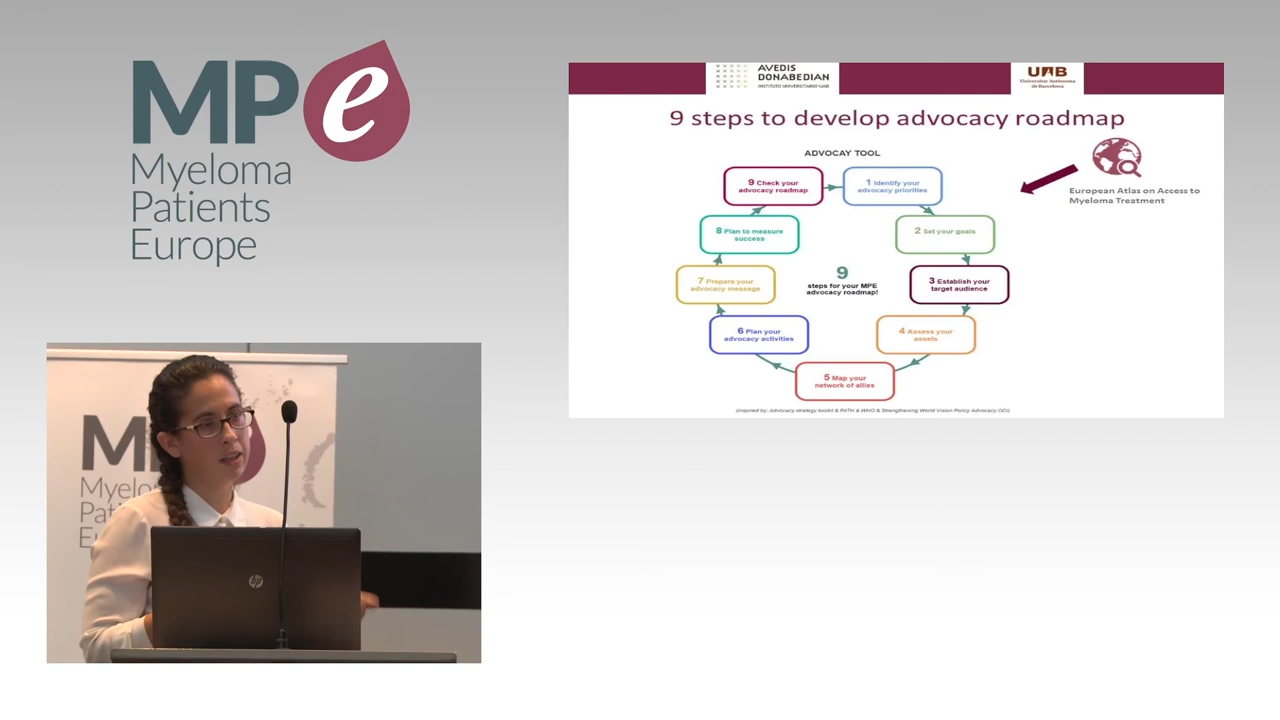 MPe
Myeloma
Patients
Europe
AVEDIS
DONABEDIAN
INSTITUTO UNIVERSITARIO-UAB
UAB
Universitat Autònoma
de Barcelona
9 steps to develop advocacy roadmap
ADVOCAY TOOL
9 Check your
advocacy roadmap
1 Identify your
advocacy priorities
European Atlas on Access to
Myeloma Treatment
8 Plan to measure
success
2 Set your goals
7 Prepare your
advocacy message
9
steps for your MPE
advocacy roadmap!
3 Establish your
target audience
6 Plan your
advocacy activities
4 Assess your
assets
5 Map your
network of allies
(inspired by: Advocacy strategy toolkit & PATH & WHO & Strengthening World Vision Policy Advocacy ODI)
M
Myelo
Pat
E
hp